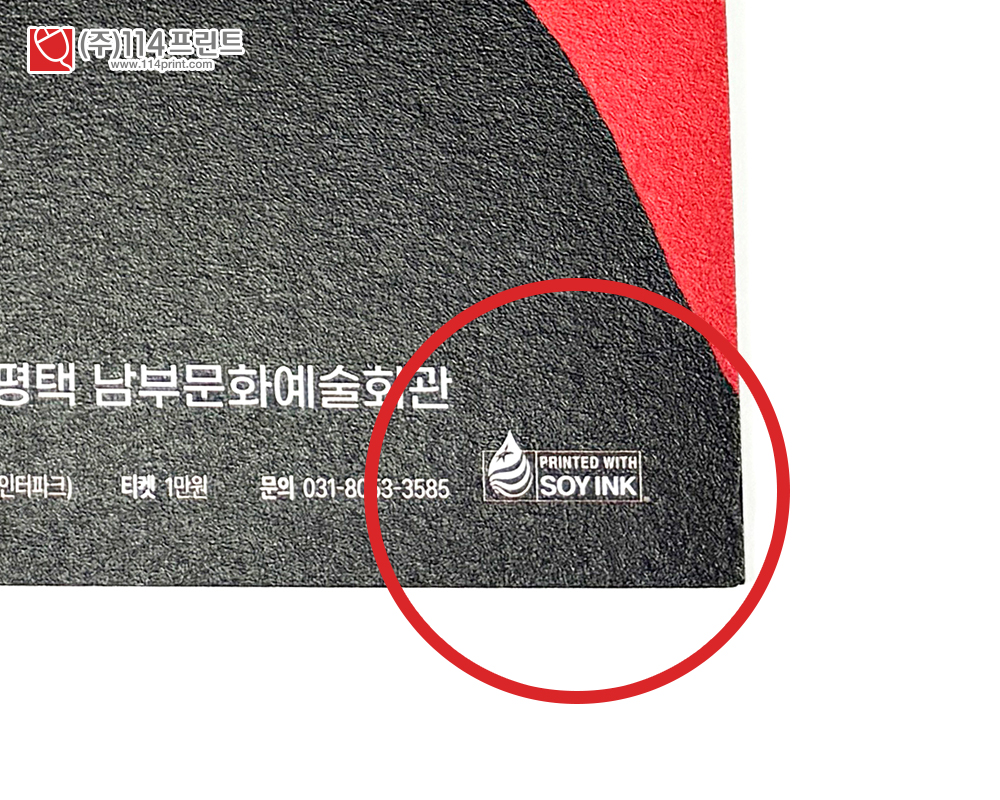 (주)114프린트
www.114print.com
평택 남부문화예술회관
인터파크) 티켓 1만원 문의 031-8053-3585
PRINTED WITH
SOY INK